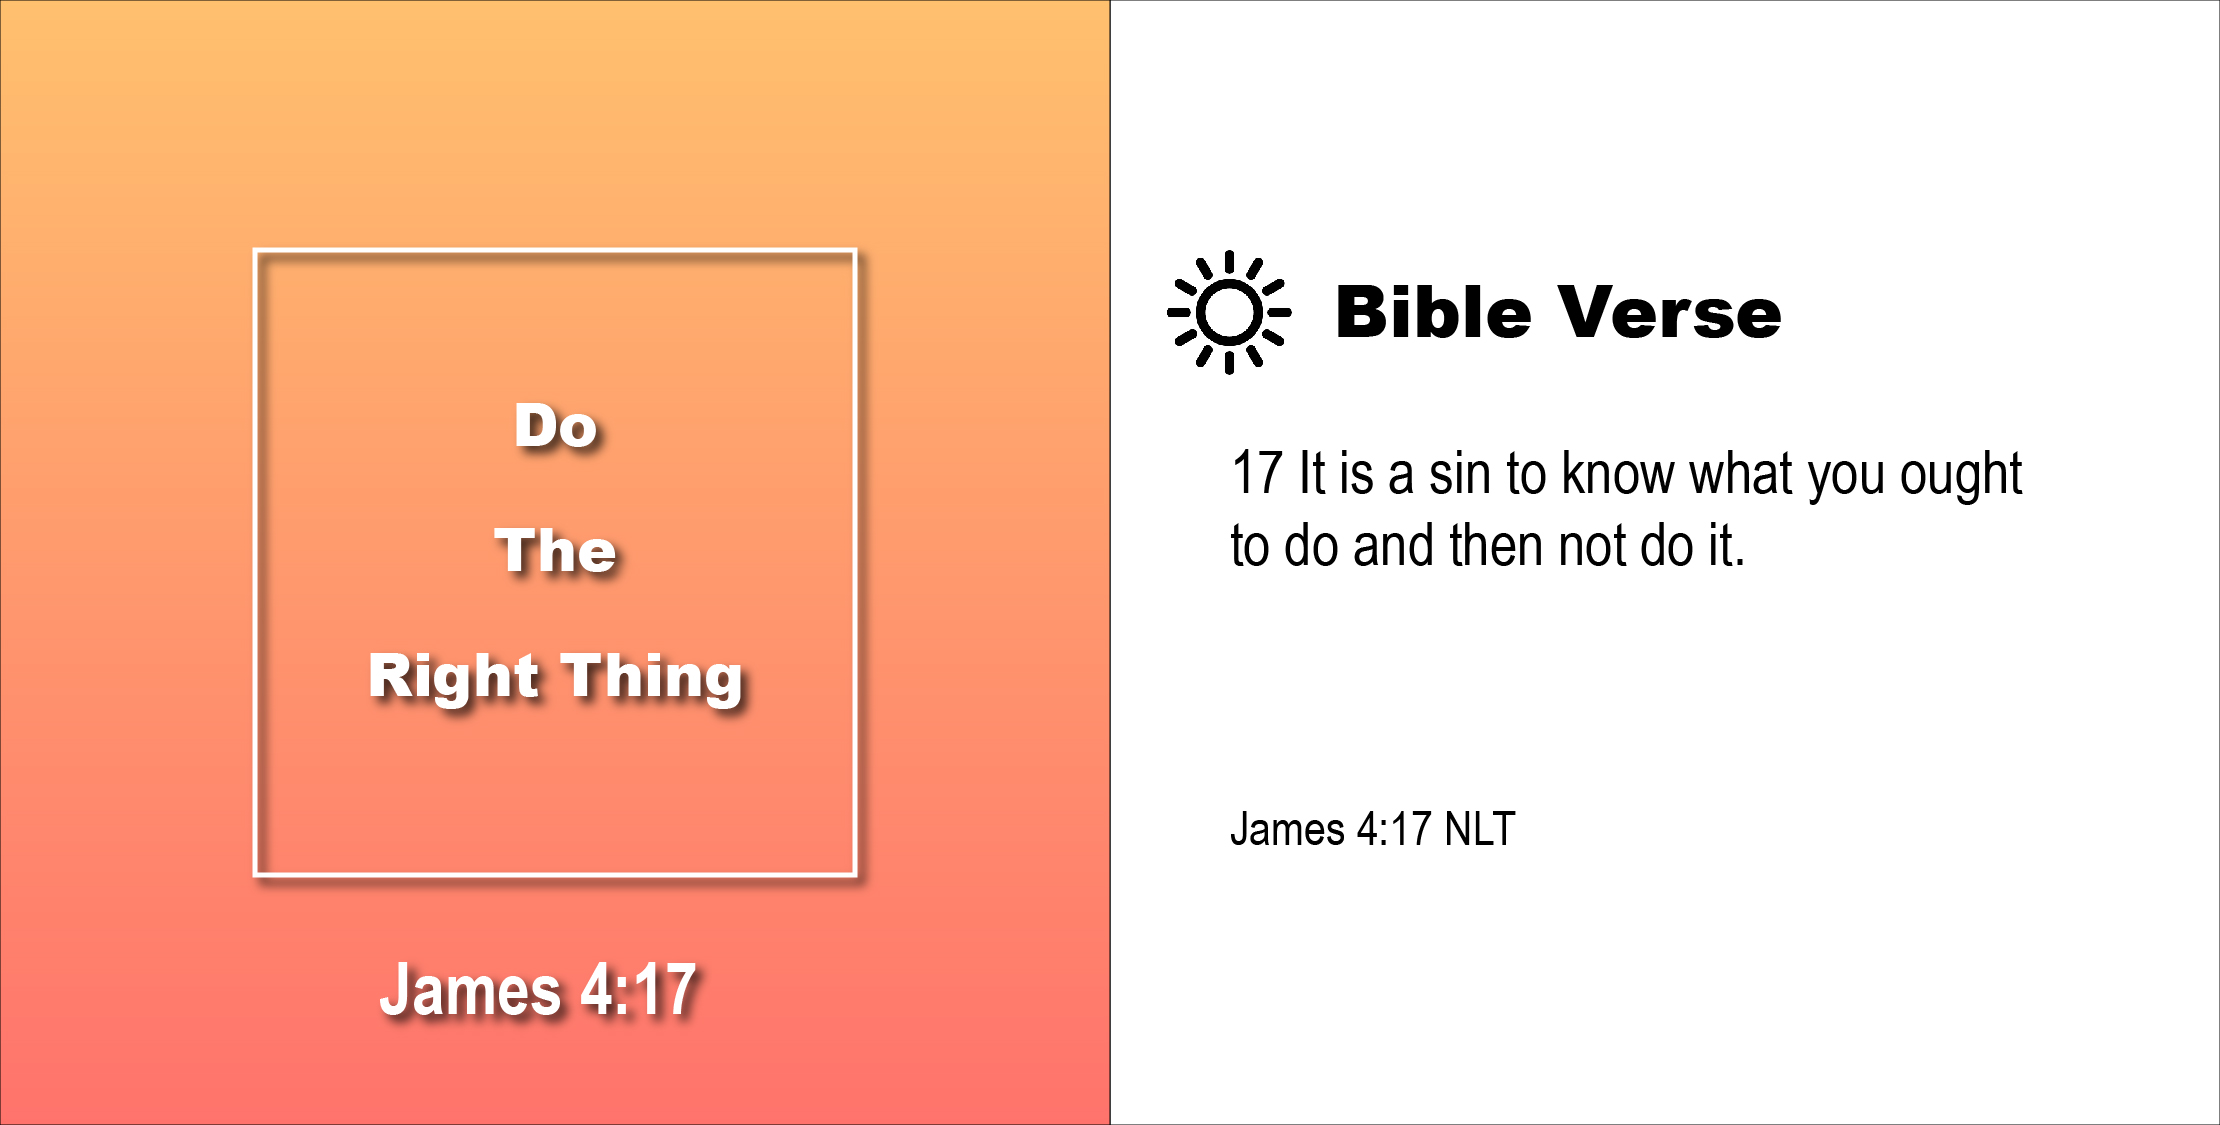 Do
The
Right Thing
James 4:17
Bible Verse
17 It is a sin to know what you ought
to do and then not do it.
James 4:17 NLT